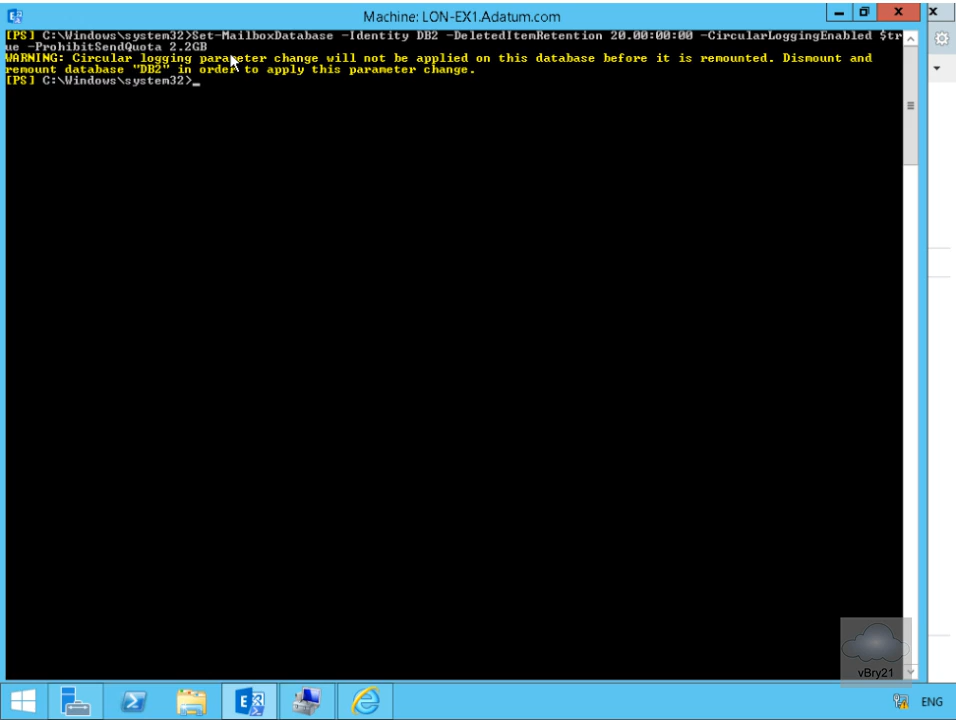 Machine: LON-EX1.Adatum.com
[PS] C:\Windows\system32>Set-MailboxDatabase -Identity DB2 -DeletedItemRetention 20.00:00:00 -CircularLoggingEnabled $tr
ue -ProhibitSendQuota 2.2GB
WARNING: Circular logging parameter change will not be applied on this database before it is remounted. Dismount and
remount database "DB2" in order to apply this parameter change.
[PS] C:\Windows\system32>_
vBry21
ENG